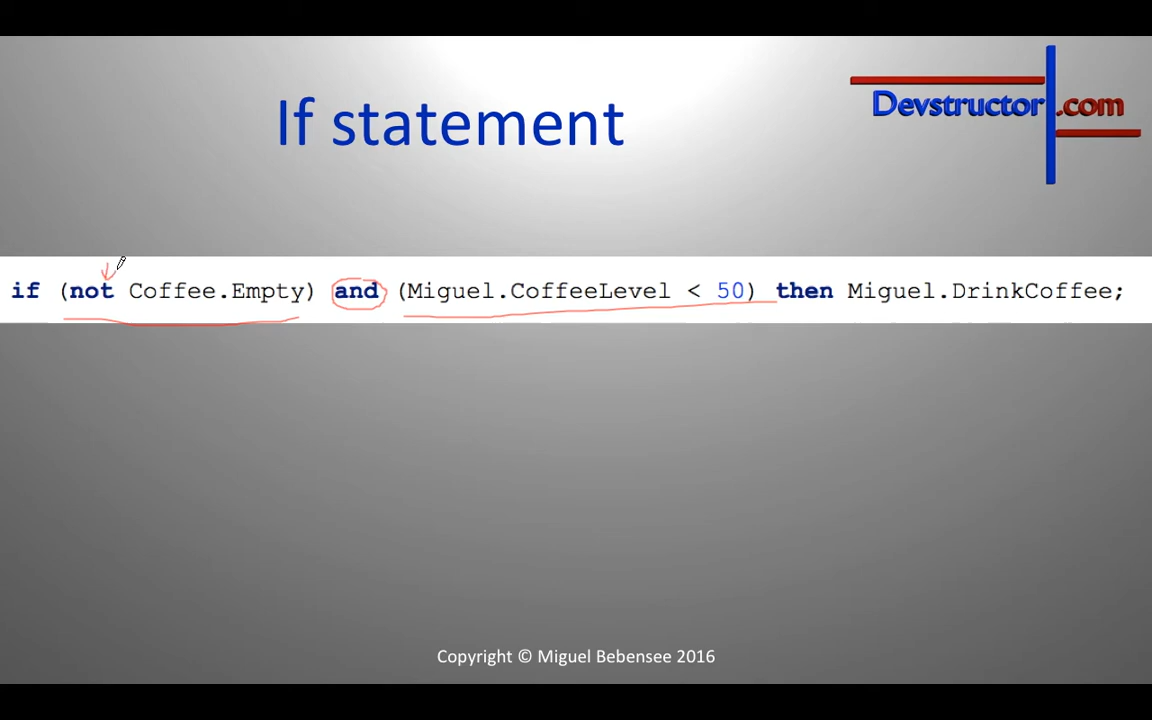 Devstructor.com
If statement
if (not Coffee.Empty) and (Miguel.CoffeeLevel < 50) then Miguel.DrinkCoffee;
Copyright © Miguel Bebensee 2016